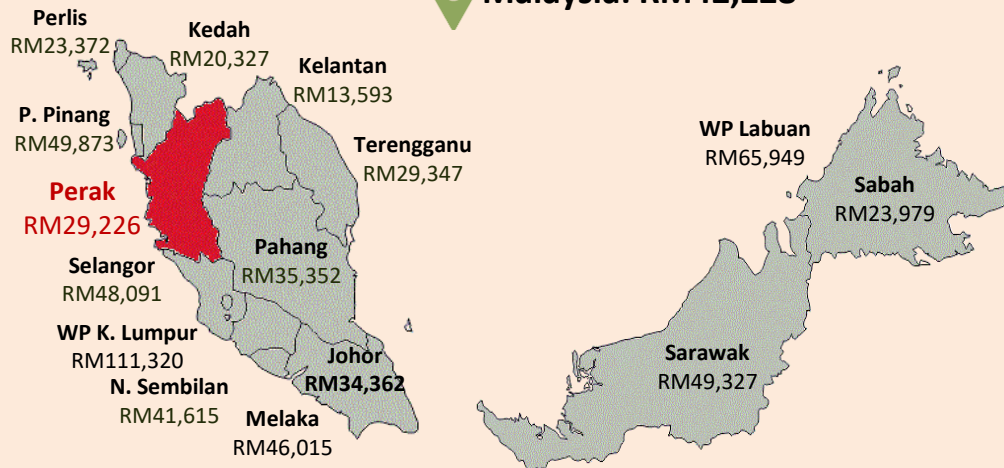 Perlis
RM23,372
Kedah
RM20,327
Kelantan
RM13,593
P. Pinang
RM49,873
Terengganu
RM29,347
WP Labuan
RM65,949
Sabah
RM23,979
Perak
RM29,226
Pahang
RM35,352
Selangor
RM48,091
WP K. Lumpur
RM111,320
Johor
RM34,362
Sarawak
RM49,327
N. Sembilan
RM41,615
Melaka
RM46,015